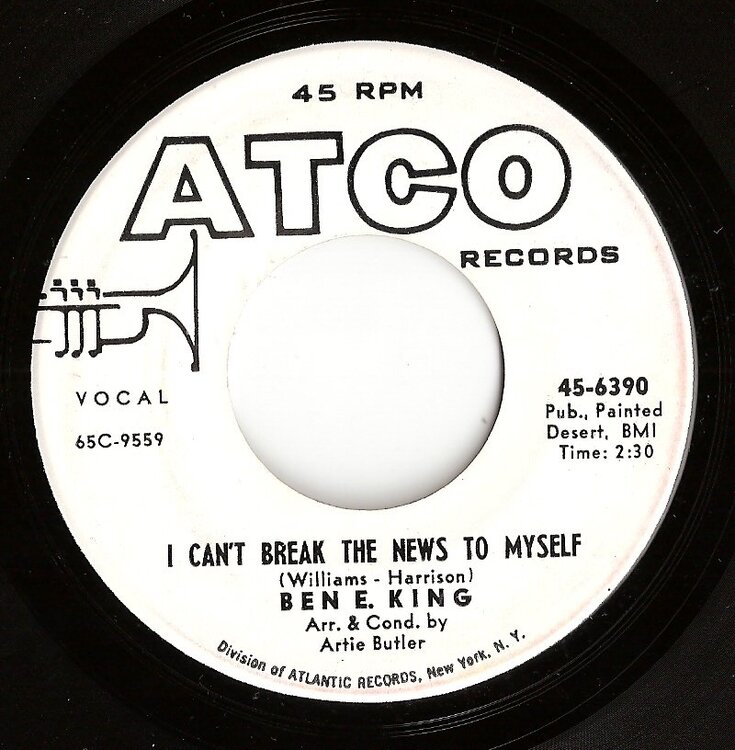 45 RPM
ATCO
RECORDS
VOCAL
65C-9559
45-6390
Pub., Painted
Desert, BMI
Time: 2:30
I CAN'T BREAK THE NEWS TO MYSELF
(Williams - Harrison)
BEN E. KING
Arr. & Cond. by
Artie Butler
Division of ATLANTIC RECORDS, New York, N. Y.